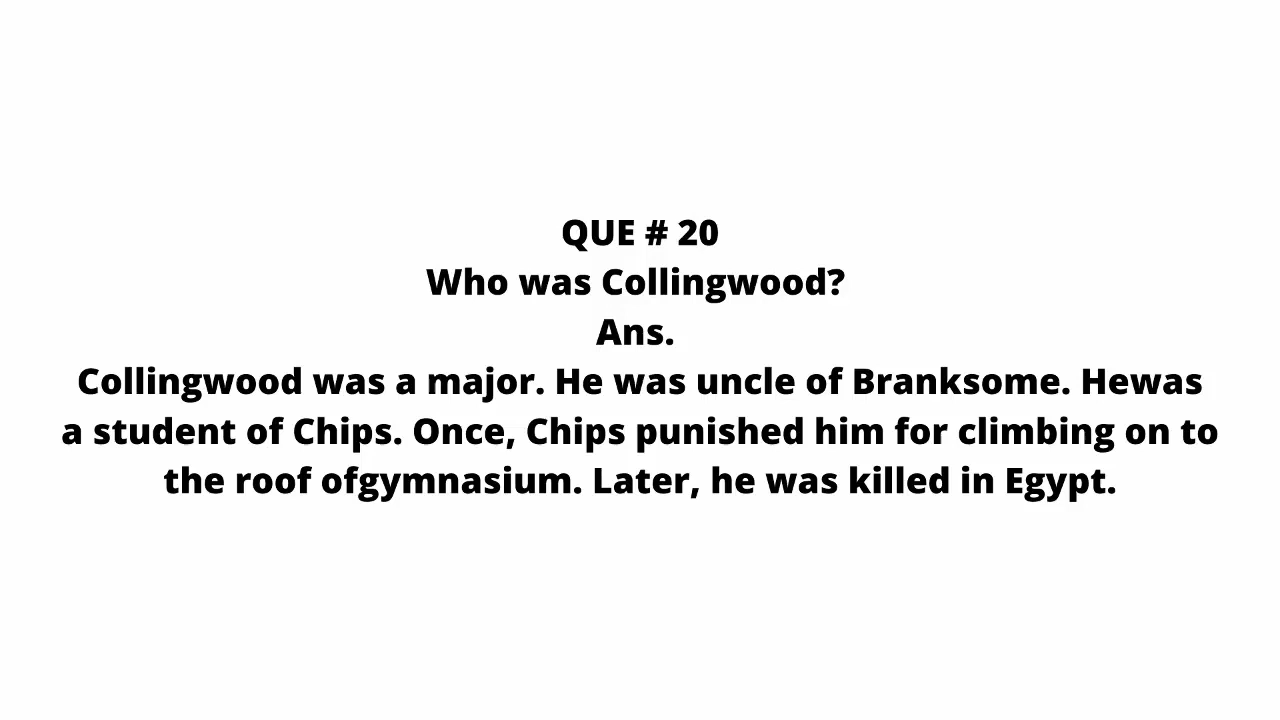 QUE # 20
Who was Collingwood?
Ans.
Collingwood was a major. He was uncle of Branksome. Hewas
a student of Chips. Once, Chips punished him for climbing on to
the roof ofgymnasium. Later, he was killed in Egypt.